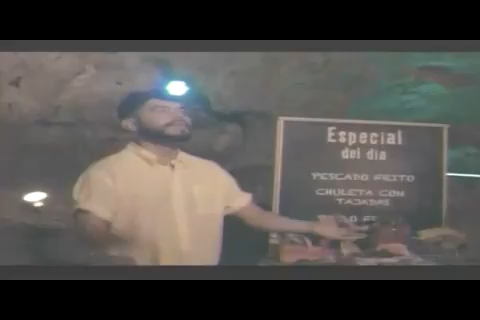 Especial
del dia
PESCADO FRITO
CHULETA CON
TAJADAS